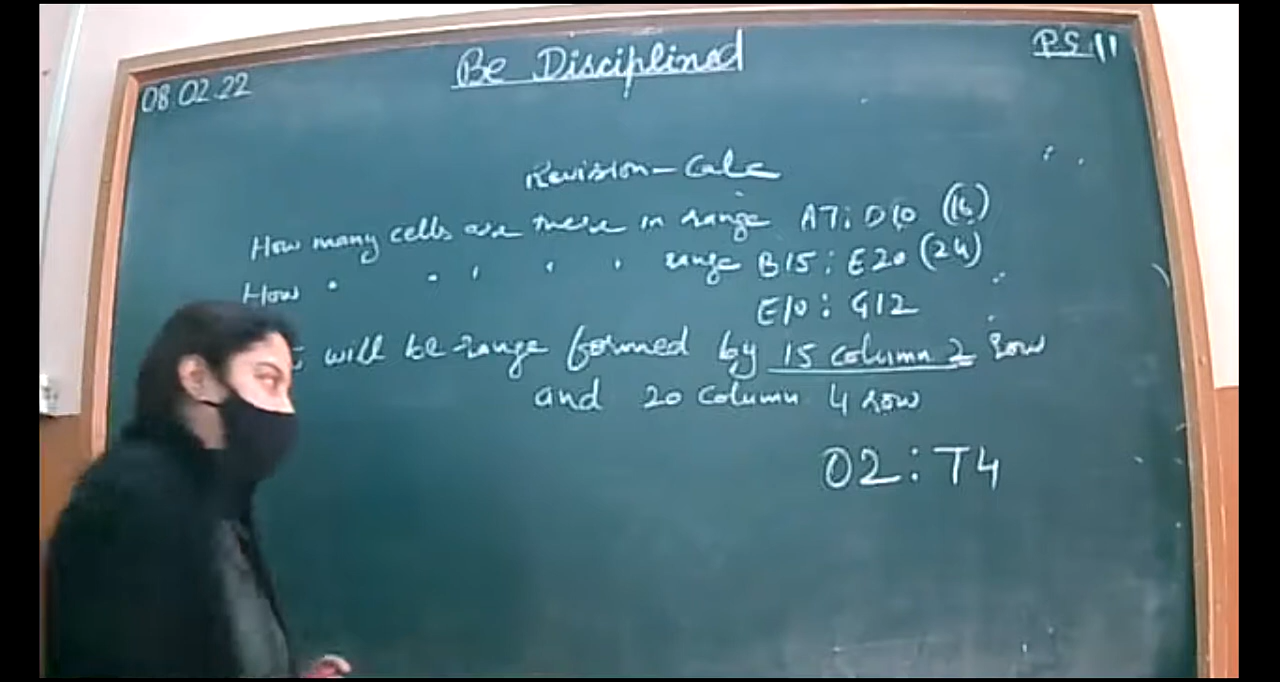 Be Disciplined
P.S. 11
08.02.22
Revision - Calc
How many cells are there in range A7:D10 (16)
How " " " " " range B15:E20 (24)
E10:G12
will be range formed by 15 column 2 row
and 20 column 4 row
O2:T4